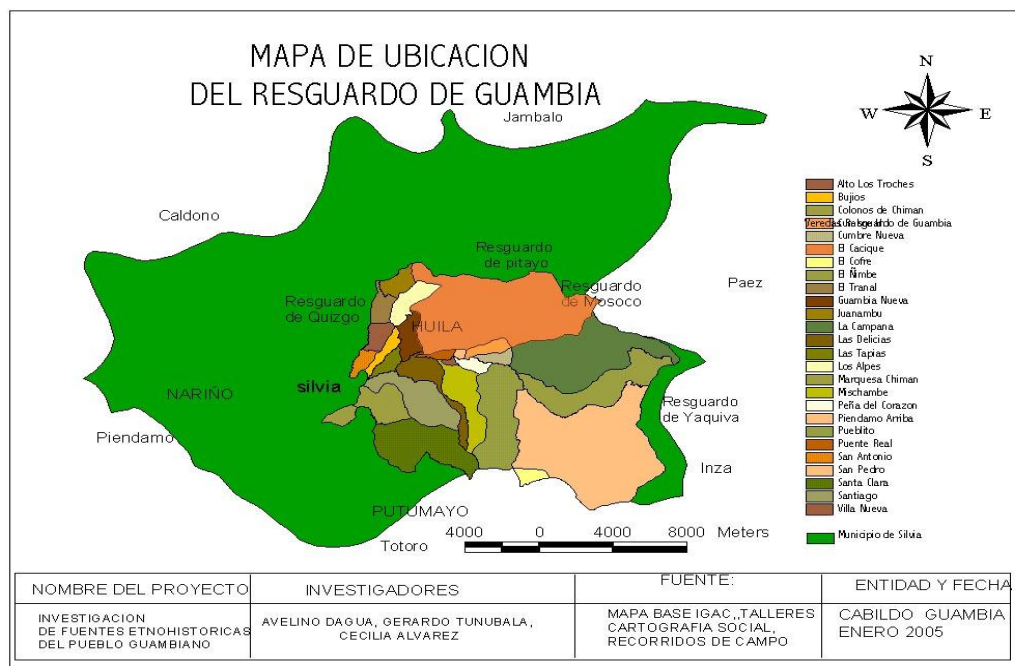 MAPA DE UBICACION
DEL RESGUARDO DE GUAMBIA
N
W
E
S
Jambalo
Caldono
Resguardo
de pitayo
Resguardo
de Mosoco
Paez
Resguardo
de Quizgo
HUILA
silvia
NARIÑO
Piendamo
Resguardo
de Yaquiva
Inza
PUTUMAYO
Totoro
4000 0 4000 8000 Meters
Alto Los Troches
Bujios
Colonos de Chiman
Veredas Resguardo de Guambia
Cumbre Nueva
El Cacique
El Cofre
El Ñimbe
El Tranal
Guambia Nueva
Juanambu
La Campana
Las Delicias
Las Tapias
Los Alpes
Marquesa Chiman
Mischambe
Peña del Corazon
Piendamo Arriba
Pueblito
Puente Real
San Antonio
San Pedro
Santa Clara
Santiago
Villa Nueva
Municipio de Silvia
NOMBRE DEL PROYECTO
INVESTIGACION
DE FUENTES ETNOHISTORICAS
DEL PUEBLO GUAMBIANO
INVESTIGADORES
AVELINO DAGUA, GERARDO TUNUBALA,
CECILIA ALVAREZ
FUENTE:
MAPA BASE IGAC,,TALLERES
CARTOGRAFIA SOCIAL,
RECORRIDOS DE CAMPO
ENTIDAD Y FECHA
CABILDO GUAMBIA
ENERO 2005